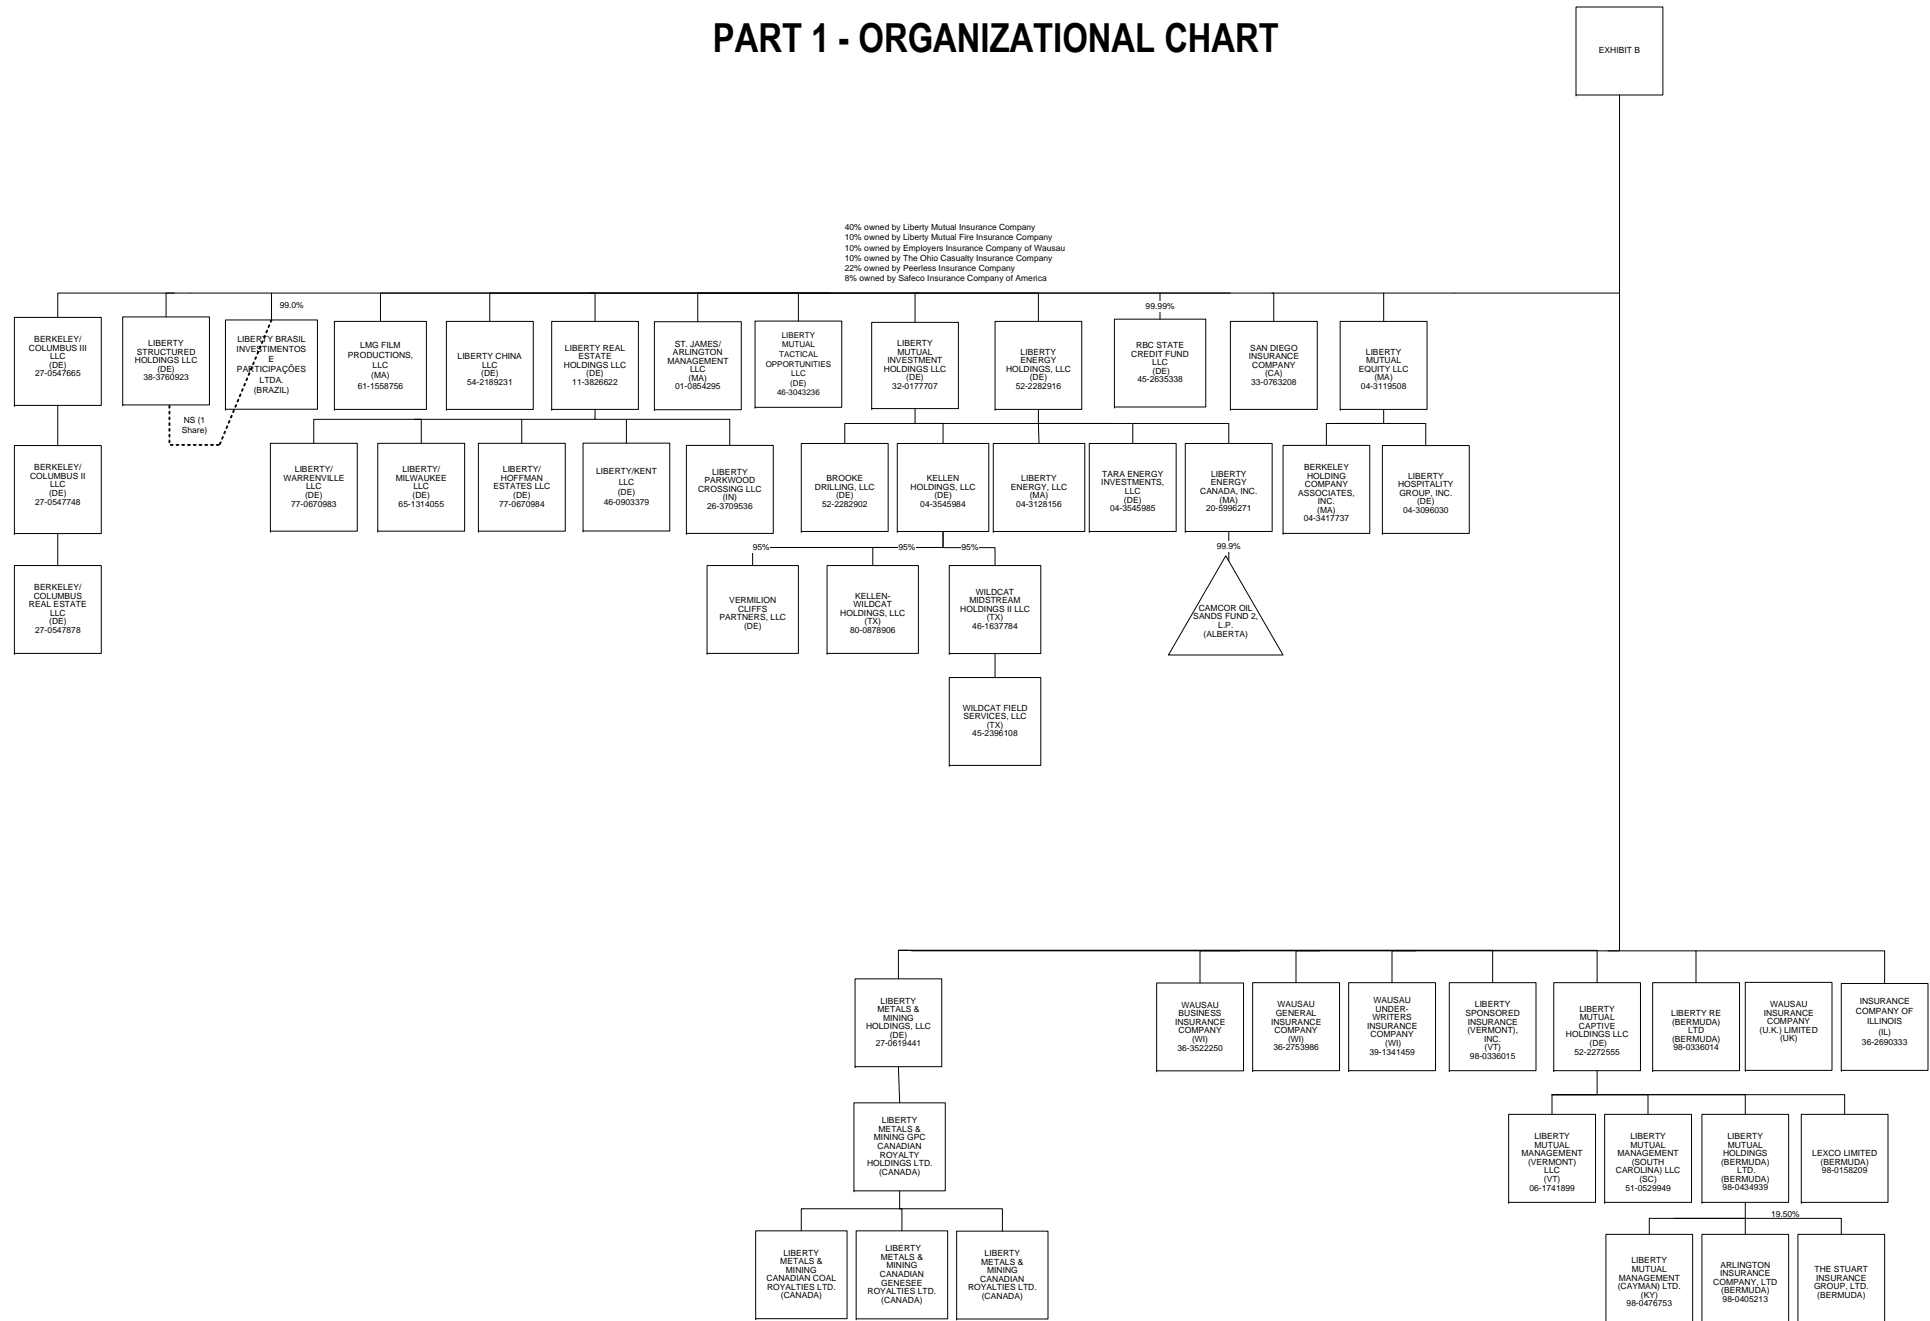 PART 1 - ORGANIZATIONAL CHART
EXHIBIT B
40% owned by Liberty Mutual Insurance Company
10% owned by Liberty Mutual Fire Insurance Company
10% owned by Employers Insurance Company of Wausau
10% owned by The Ohio Casualty Insurance Company
22% owned by Peerless Insurance Company
8% owned by Safeco Insurance Company of America
99.0%
99.99%
BERKELEY/
COLUMBUS III
LLC
(DE)
27-0547665
LIBERTY
STRUCTURED
HOLDINGS LLC
(DE)
38-3760923
LIBERTY BRASIL
INVESTIMENTOS
E
PARTICIPAÇÕES
LTDA.
(BRAZIL)
LMG FILM
PRODUCTIONS,
LLC
(MA)
61-1558756
LIBERTY CHINA
LLC
(DE)
54-2189231
LIBERTY REAL
ESTATE
HOLDINGS LLC
(DE)
11-3826622
ST. JAMES/
ARLINGTON
MANAGEMENT
LLC
(MA)
01-0854295
LIBERTY
MUTUAL
TACTICAL
OPPORTUNITIES
LLC
(DE)
46-3043236
LIBERTY
MUTUAL
INVESTMENT
HOLDINGS LLC
(DE)
32-0177707
LIBERTY
ENERGY
HOLDINGS, LLC
(DE)
52-2282916
RBC STATE
CREDIT FUND
LLC
(DE)
45-2635338
SAN DIEGO
INSURANCE
COMPANY
(CA)
33-0763208
LIBERTY
MUTUAL
EQUITY LLC
(MA)
04-3119508
NS (1
Share)
BERKELEY/
COLUMBUS II
LLC
(DE)
27-0547748
LIBERTY/
WARRENVILLE
LLC
(DE)
77-0670983
LIBERTY/
MILWAUKEE
LLC
(DE)
65-1314055
LIBERTY/
HOFFMAN
ESTATES LLC
(DE)
77-0670984
LIBERTY/KENT
LLC
(DE)
46-0903379
LIBERTY
PARKWOOD
CROSSING LLC
(IN)
26-3709536
BROOKE
DRILLING, LLC
(DE)
52-2282902
KELLEN
HOLDINGS, LLC
(DE)
04-3545984
LIBERTY
ENERGY, LLC
(MA)
04-3128156
TARA ENERGY
INVESTMENTS,
LLC
(DE)
04-3545985
LIBERTY
ENERGY
CANADA, INC.
(MA)
20-5996271
BERKELEY
HOLDING
COMPANY
ASSOCIATES,
INC.
(MA)
04-3417737
LIBERTY
HOSPITALITY
GROUP, INC.
(DE)
04-3096030
95%
95%
95%
99.9%
BERKELEY/
COLUMBUS
REAL ESTATE
LLC
(DE)
27-0547878
VERMILION
CLIFFS
PARTNERS, LLC
(DE)
KELLEN-
WILDCAT
HOLDINGS, LLC
(TX)
80-0878906
WILDCAT
MIDSTREAM
HOLDINGS II LLC
(TX)
46-1637784
CAMCOR OIL
SANDS FUND 2,
L.P.
(ALBERTA)
WILDCAT FIELD
SERVICES, LLC
(TX)
45-2396108
LIBERTY
METALS &
MINING
HOLDINGS, LLC
(DE)
27-0619441
WAUSAU
BUSINESS
INSURANCE
COMPANY
(WI)
36-3522250
WAUSAU
GENERAL
INSURANCE
COMPANY
(WI)
36-2753986
WAUSAU
UNDER-
WRITERS
INSURANCE
COMPANY
(WI)
39-1341459
LIBERTY
SPONSORED
INSURANCE
(VERMONT),
INC.
(VT)
98-0336015
LIBERTY
MUTUAL
CAPTIVE
HOLDINGS LLC
(DE)
52-2272555
LIBERTY RE
(BERMUDA)
LTD
(BERMUDA)
98-0336014
WAUSAU
INSURANCE
COMPANY
(U.K.) LIMITED
(UK)
INSURANCE
COMPANY OF
ILLINOIS
(IL)
36-2690333
LIBERTY
METALS &
MINING GPC
CANADIAN
ROYALTY
HOLDINGS LTD.
(CANADA)
LIBERTY
MUTUAL
MANAGEMENT
(VERMONT)
LLC
(VT)
06-1741899
LIBERTY
MUTUAL
MANAGEMENT
(SOUTH
CAROLINA) LLC
(SC)
51-0529949
LIBERTY
MUTUAL
HOLDINGS
(BERMUDA)
LTD.
(BERMUDA)
98-0434939
LEXCO LIMITED
(BERMUDA)
98-0158209
19.50%
LIBERTY
METALS &
MINING
CANADIAN COAL
ROYALTIES LTD.
(CANADA)
LIBERTY
METALS &
MINING
CANADIAN
GENESEE
ROYALTIES LTD.
(CANADA)
LIBERTY
METALS &
MINING
CANADIAN
ROYALTIES LTD.
(CANADA)
LIBERTY
MUTUAL
MANAGEMENT
(CAYMAN) LTD.
(KY)
98-0476753
ARLINGTON
INSURANCE
COMPANY, LTD
(BERMUDA)
98-0405213
THE STUART
INSURANCE
GROUP, LTD.
(BERMUDA)